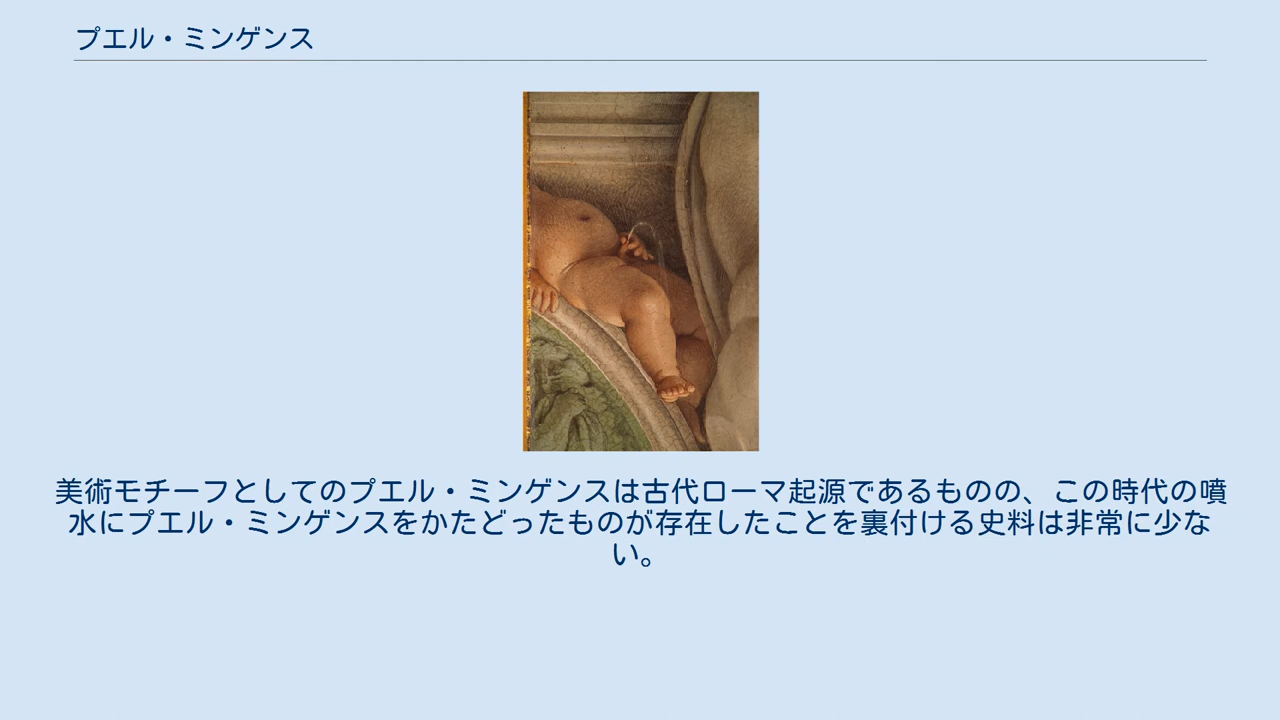 プエル・ミンゲンス
美術モチーフとしてのプエル・ミンゲンスは古代ローマ起源であるものの、この時代の噴
水にプエル・ミンゲンスをかたどったものが存在したことを裏付ける史料は非常に少な
い。